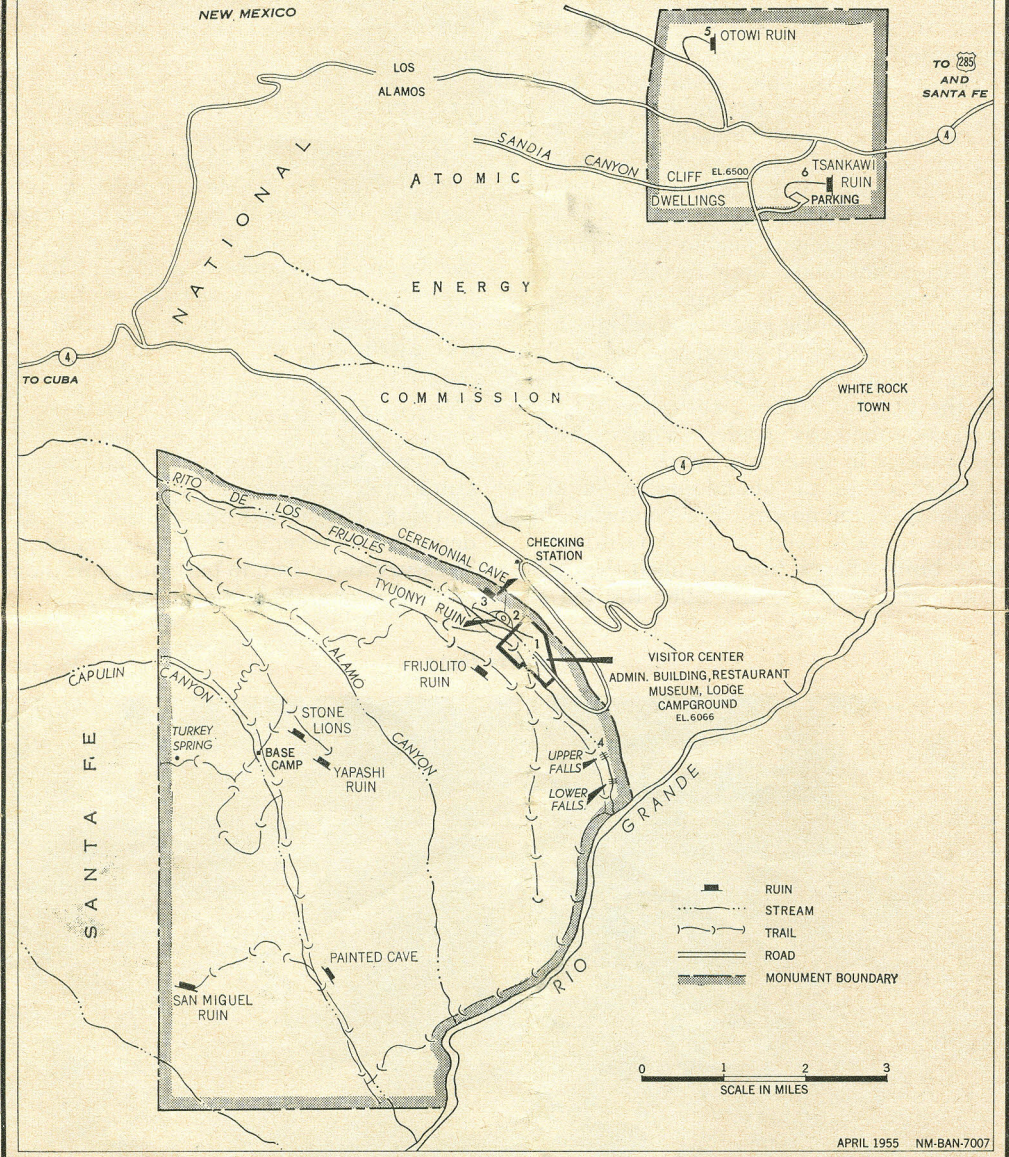 NEW MEXICO
5
OTOWI RUIN
TO 285
AND
SANTA FE
LOS
ALAMOS
4
SANDIA CANYON
CLIFF
DWELLINGS
EL.6500
6
TSANKAWI
RUIN
PARKING
NATIONAL
ATOMIC
ENERGY
COMMISSION
4
TO CUBA
WHITE ROCK
TOWN
4
RITO DE LOS FRIJOLES
CEREMONIAL CAVE
CHECKING
STATION
TYUONYI RUIN
3
2
1
FRIJOLITO
RUIN
VISITOR CENTER
ADMIN. BUILDING, RESTAURANT
MUSEUM, LODGE
CAMPGROUND
EL.6066
CAPULIN CANYON
ALAMO CANYON
STONE
LIONS
TURKEY
SPRING
BASE
CAMP
YAPASHI
RUIN
4
UPPER
FALLS
LOWER
FALLS.
RIO GRANDE
SANTA FE
PAINTED CAVE
SAN MIGUEL
RUIN
RUIN
STREAM
TRAIL
ROAD
MONUMENT BOUNDARY
0 1 2 3
SCALE IN MILES
APRIL 1955 NM-BAN-7007